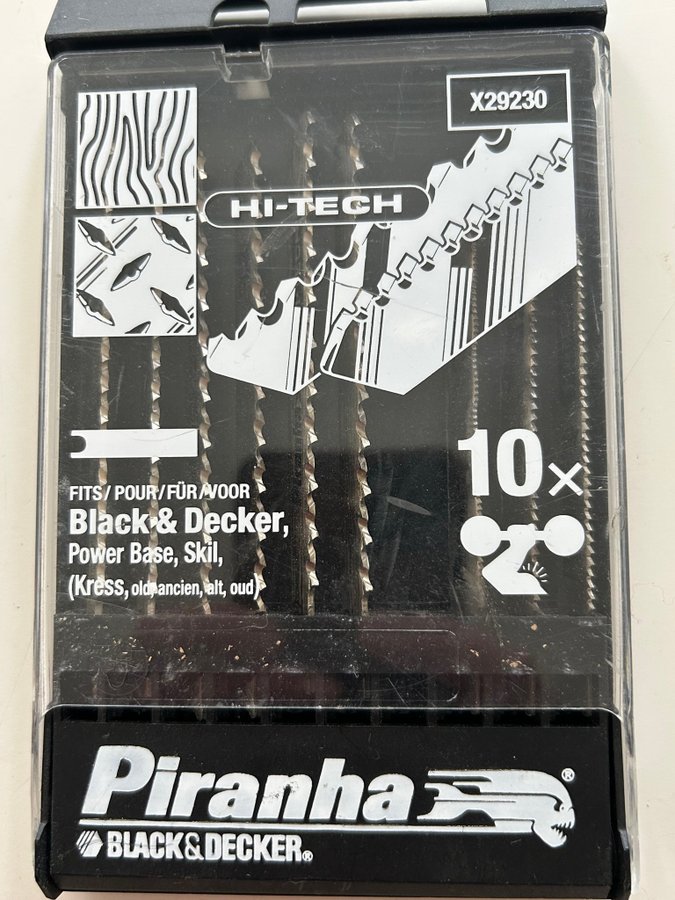 X29230
HI-TECH
10x
FITS/POUR/FÜR/VOOR
Black & Decker,
Power Base, Skil,
(Kress, old, ancien, alt, oud)
Piranha®
BLACK&DECKER®